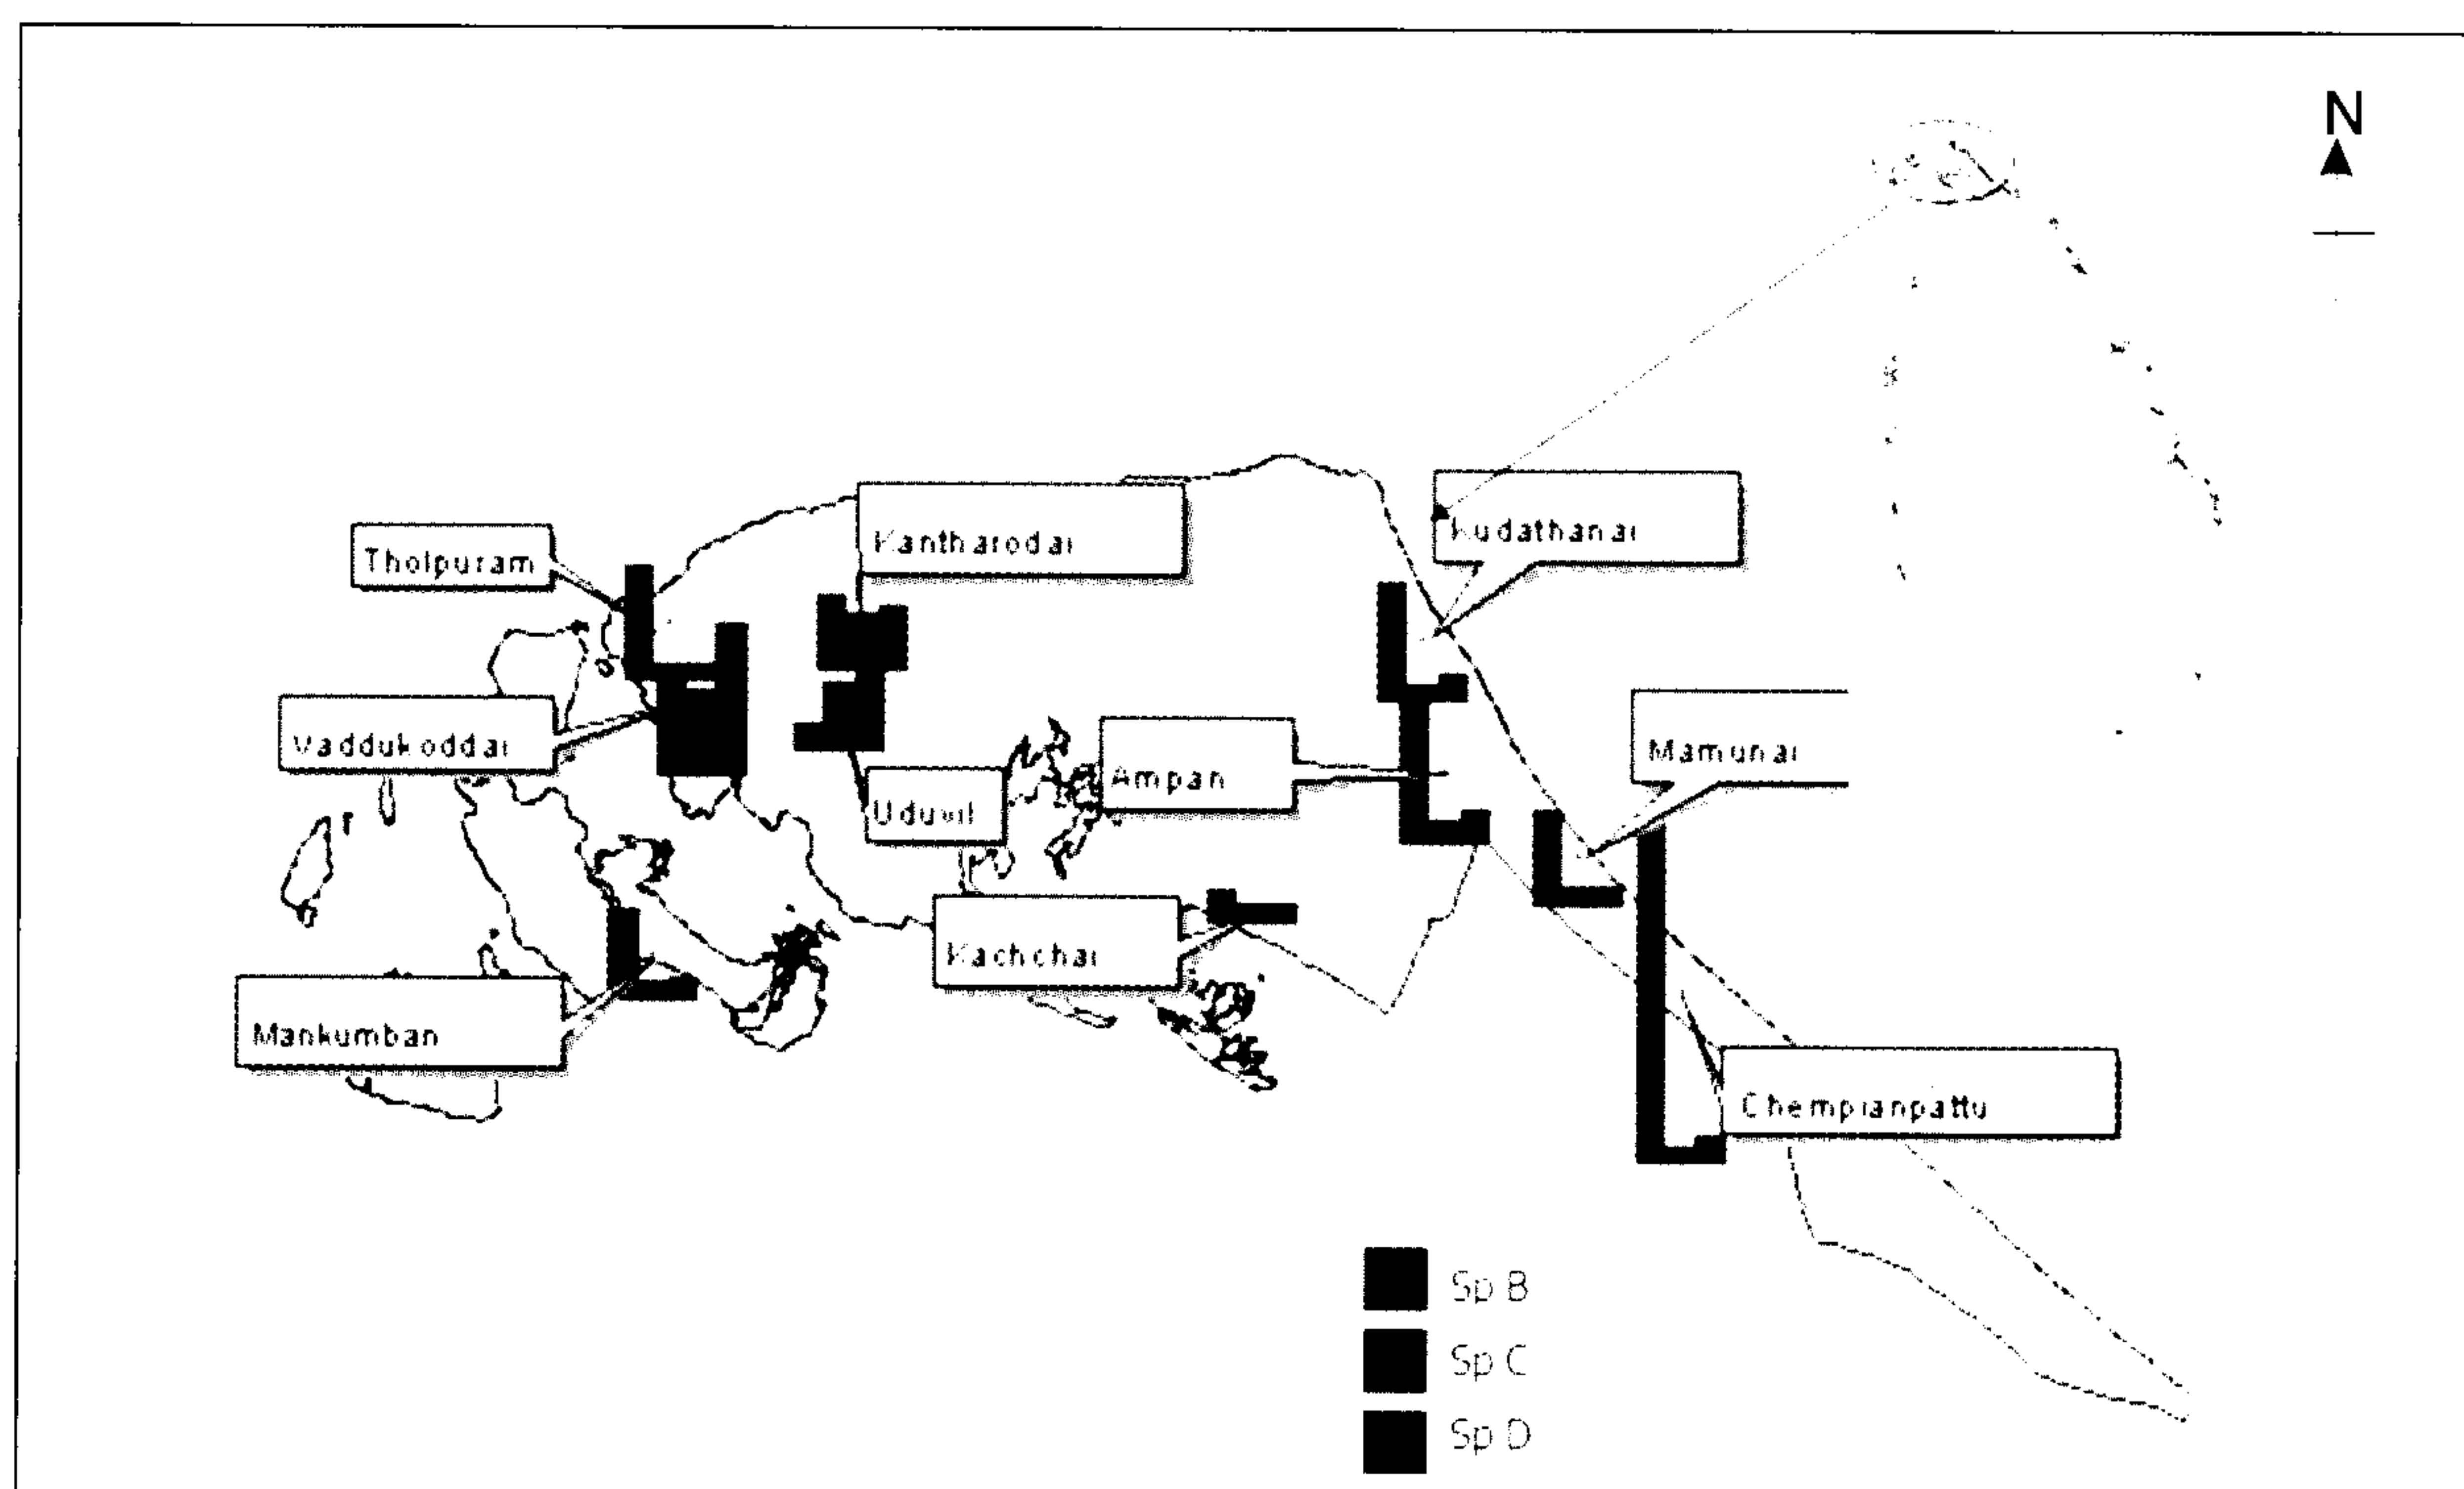 N
Kantharodai
Kudathanai
Tholpuram
Mamunai
Vaddukoddai
Ampan
Uduvil
Kachchai
Mankumban
Chempianpattu
Sp B
Sp C
Sp D